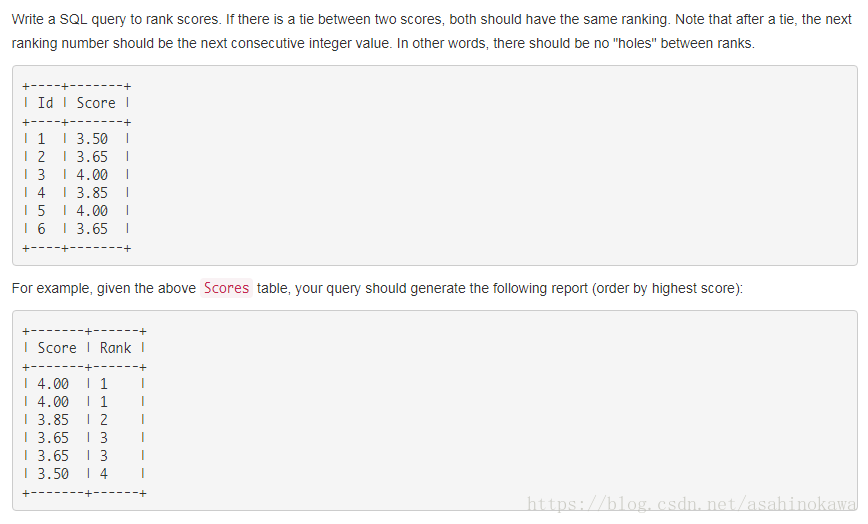 Write a SQL query to rank scores. If there is a tie between two scores, both should have the same ranking. Note that after a tie, the next
ranking number should be the next consecutive integer value. In other words, there should be no "holes" between ranks.
+----+-------+
| Id | Score |
+----+-------+
| 1  | 3.50  |
| 2  | 3.65  |
| 3  | 4.00  |
| 4  | 3.85  |
| 5  | 4.00  |
| 6  | 3.65  |
+----+-------+
For example, given the above Scores table, your query should generate the following report (order by highest score):
+-------+------+
| Score | Rank |
+-------+------+
| 4.00  | 1    |
| 4.00  | 1    |
| 3.85  | 2    |
| 3.65  | 3    |
| 3.65  | 3    |
| 3.50  | 4    |
+-------+------+
https://blog.csdn.net/asahinokawa